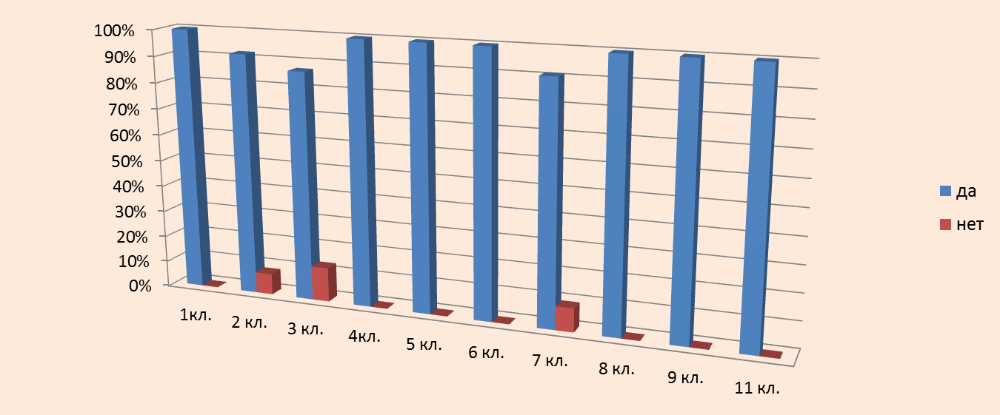 100%
90%
80%
70%
60%
50%
40%
30%
20%
10%
0%
1кл.
2 кл.
3 кл.
4кл.
5 кл.
6 кл.
7 кл.
8 кл.
9 кл.
11 кл.
да
нет